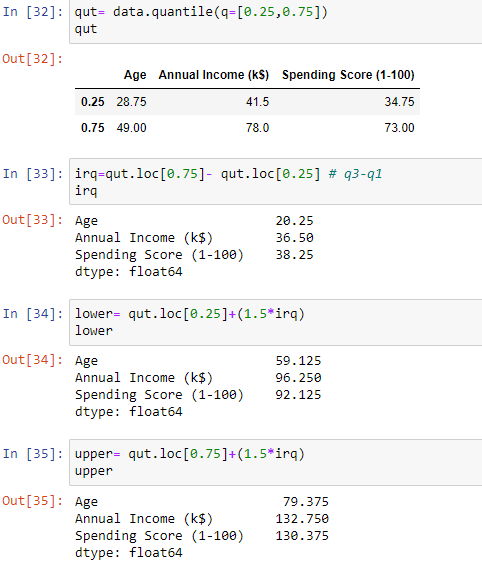 In [32]: qut= data.quantile(q=[0.25,0.75])
qut
Out[32]:
Age Annual Income (k$) Spending Score (1-100)
0.25 28.75 41.5 34.75
0.75 49.00 78.0 73.00
In [33]: irq=qut.loc[0.75]- qut.loc[0.25] # q3-q1
irq
Out[33]: Age 20.25
Annual Income (k$) 36.50
Spending Score (1-100) 38.25
dtype: float64
In [34]: lower= qut.loc[0.25]+(1.5*irq)
lower
Out[34]: Age 59.125
Annual Income (k$) 96.250
Spending Score (1-100) 92.125
dtype: float64
In [35]: upper= qut.loc[0.75]+(1.5*irq)
upper
Out[35]: Age 79.375
Annual Income (k$) 132.750
Spending Score (1-100) 130.375
dtype: float64